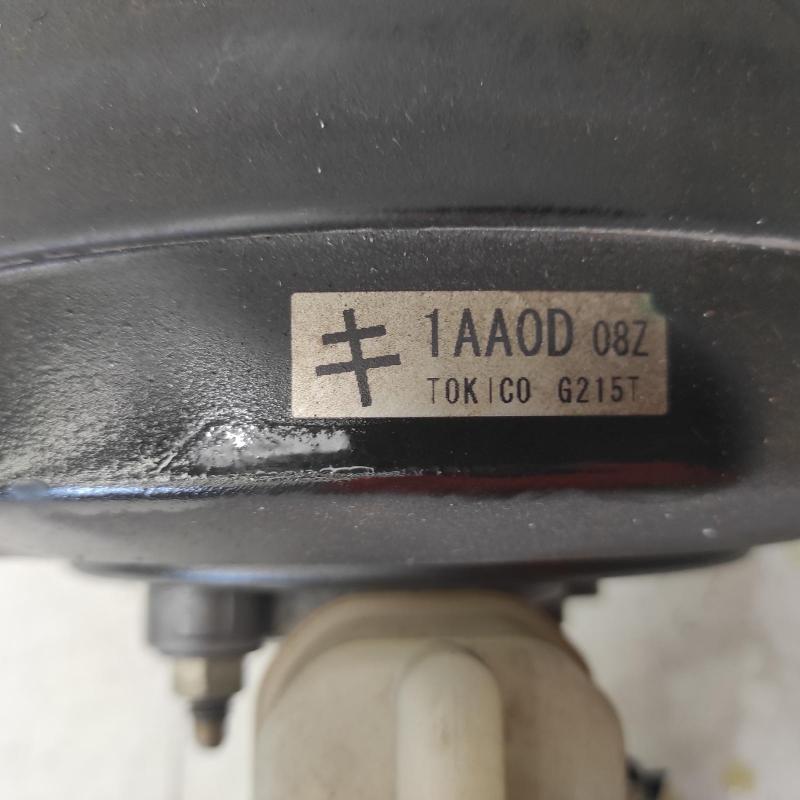 キ 1AA0D 08Z
TOKICO G215T